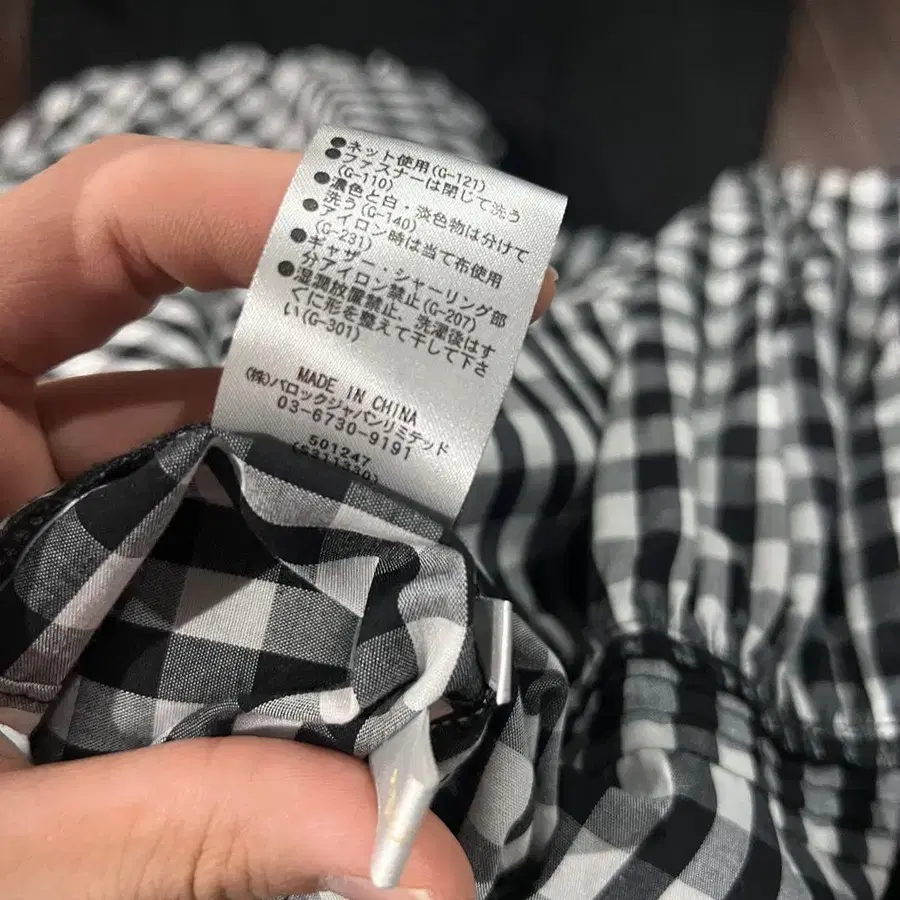 ●ネット使用(G-121)
●ファスナーは閉じて洗う
(G-110)
●濃色と白・淡色物は分けて
洗う(G-140)
●アイロン時は当て布使用
(G-231)
●ギャザー・シャーリング部
分アイロン禁止(G-207)
●湿潤放置禁止、洗濯後はす
ぐに形を整えて干して下さ
い(G-301)
MADE IN CHINA
(株)バロックジャパンリミテッド
03-6730-9191
501247